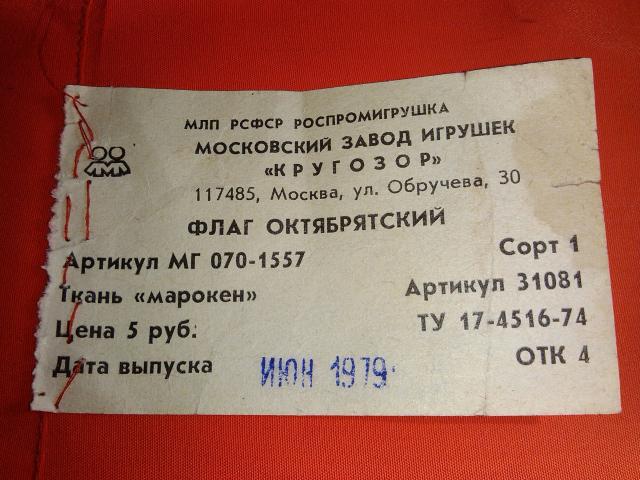 МЛП РСФСР РОСПРОМИГРУШКА
МОСКОВСКИЙ ЗАВОД ИГРУШЕК
«КРУГОЗОР»
117485, Москва, ул. Обручева, 30
ФЛАГ ОКТЯБРЯТСКИЙ
Артикул МГ 070-1557
Сорт 1
Ткань «марокен»
Артикул 31081
Цена 5 руб.
ТУ 17-4516-74
Дата выпуска ИЮН 1979
ОТК 4